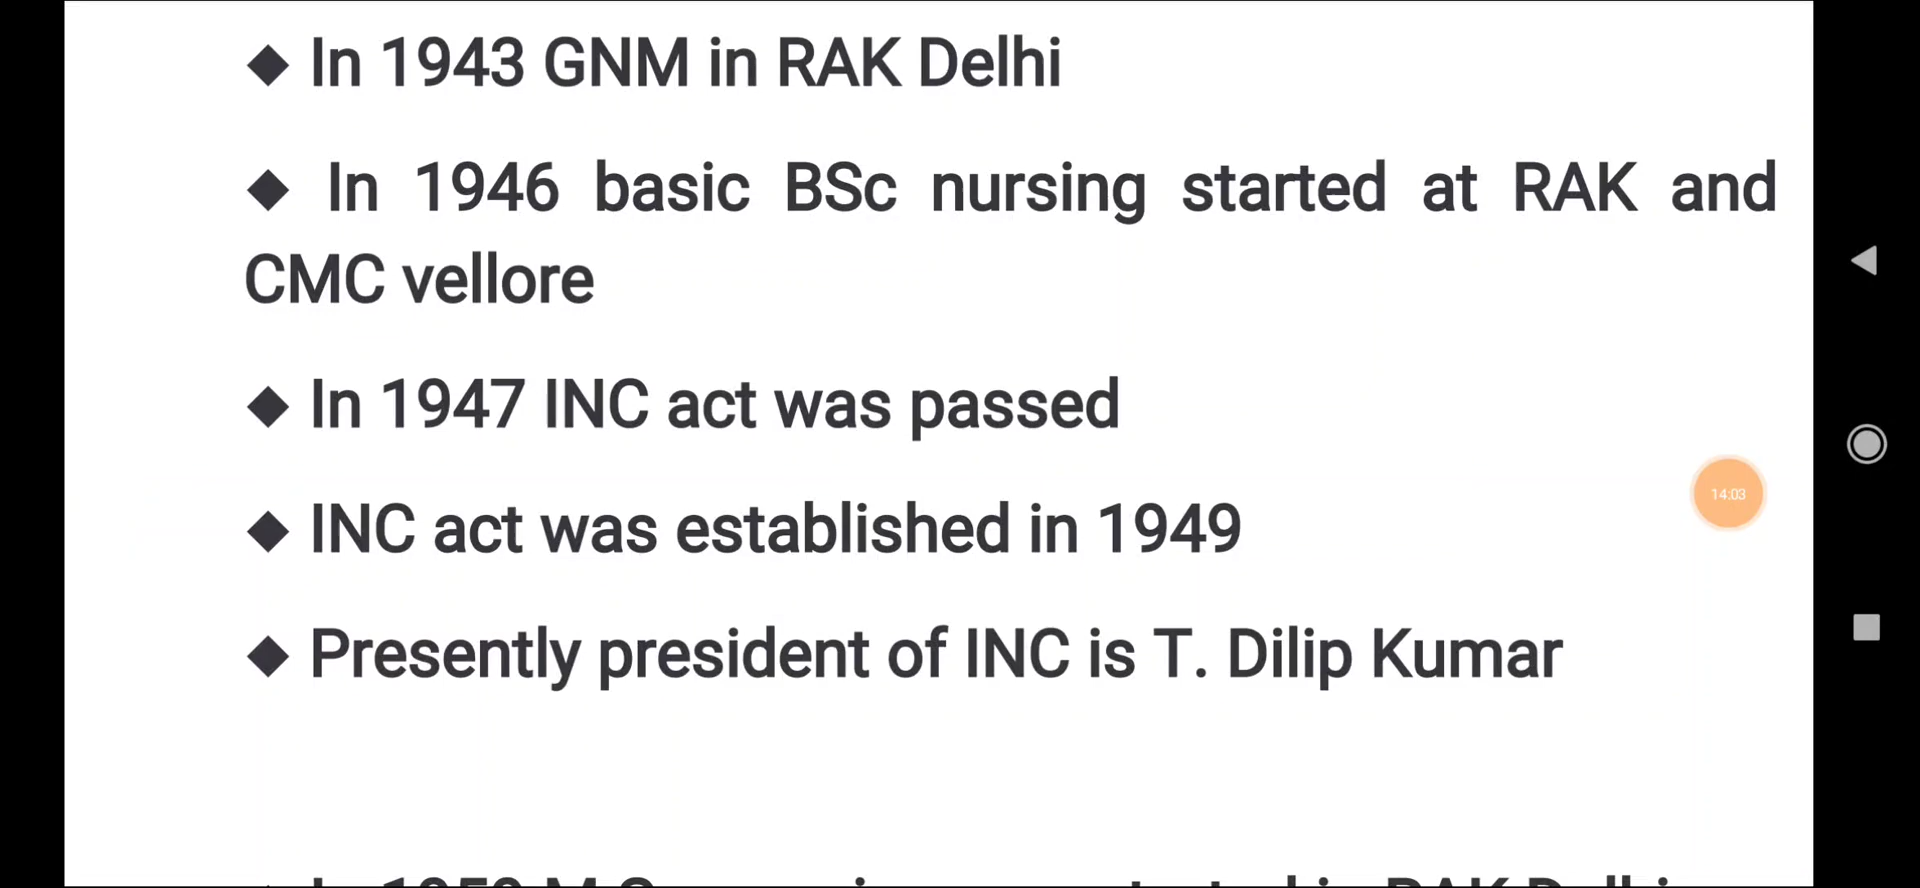 ◆ In 1943 GNM in RAK Delhi
◆ In 1946 basic BSc nursing started at RAK and
CMC vellore
◆ In 1947 INC act was passed
14:03
◆ INC act was established in 1949
◆ Presently president of INC is T. Dilip Kumar